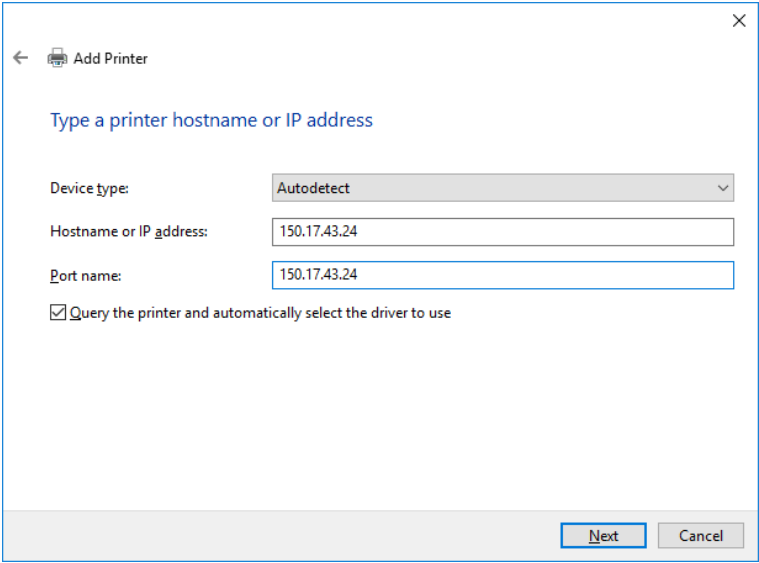 Add Printer
Type a printer hostname or IP address
Device type:
Autodetect
Hostname or IP address:
150.17.43.24
Port name:
150.17.43.24
Query the printer and automatically select the driver to use
Next
Cancel